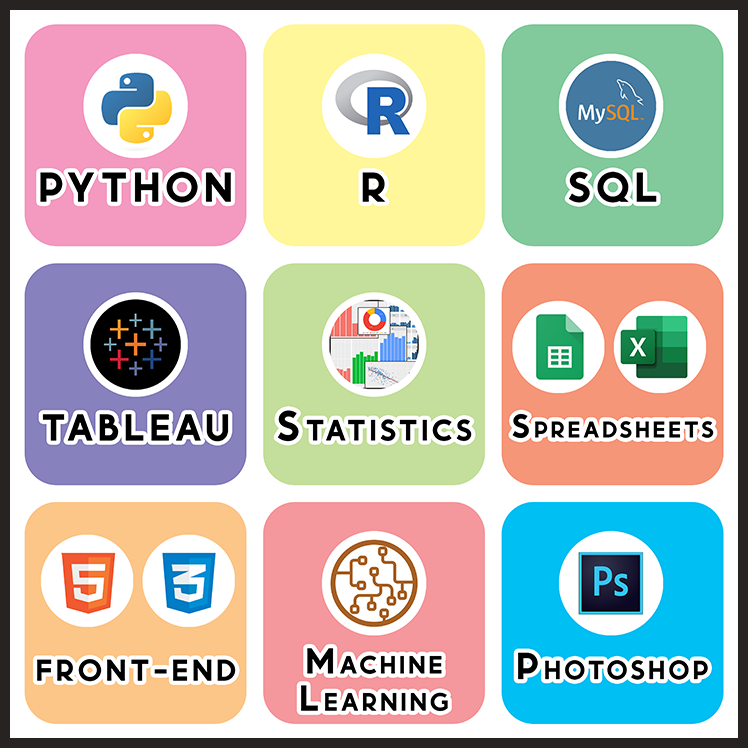 R
MySQL
PYTHON
R
SQL
X
TABLEAU
STATISTICS
SPREADSHEETS
5
3
Ps
FRONT-END
MACHINE
LEARNING
PHOTOSHOP